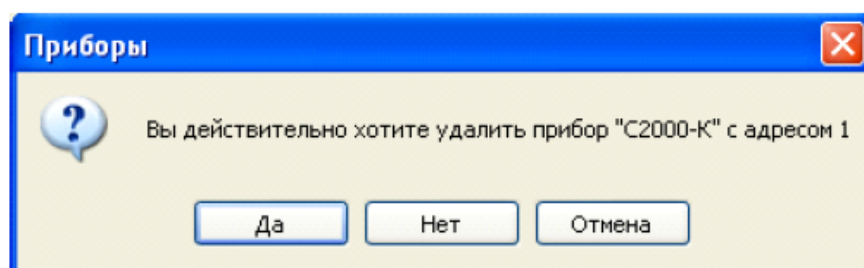 Приборы
Вы действительно хотите удалить прибор "С2000-К" с адресом 1
Да Нет Отмена